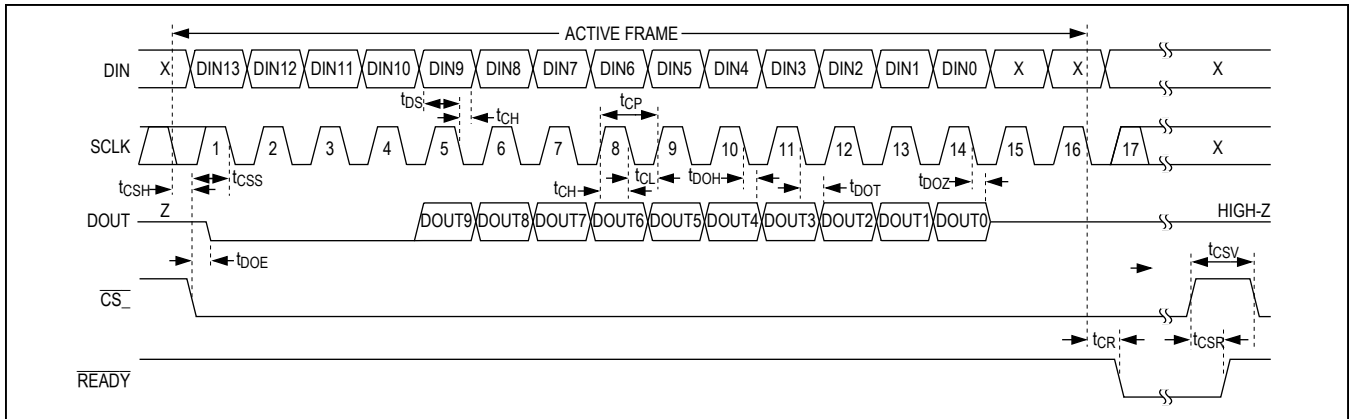 ACTIVE FRAME
DIN X DIN13 DIN12 DIN11 DIN10 DIN9 DIN8 DIN7 DIN6 DIN5 DIN4 DIN3 DIN2 DIN1 DIN0 X X X
tDS tCH tCP
SCLK 1 2 3 4 5 6 7 8 9 10 11 12 13 14 15 16 17 X
tCSH tCSS tCH tCL tDOH tDOT tDOZ
DOUT Z DOUT9 DOUT8 DOUT7 DOUT6 DOUT5 DOUT4 DOUT3 DOUT2 DOUT1 DOUT0 HIGH-Z
tDOE tCSV
CS_
tCR tCSR
READY